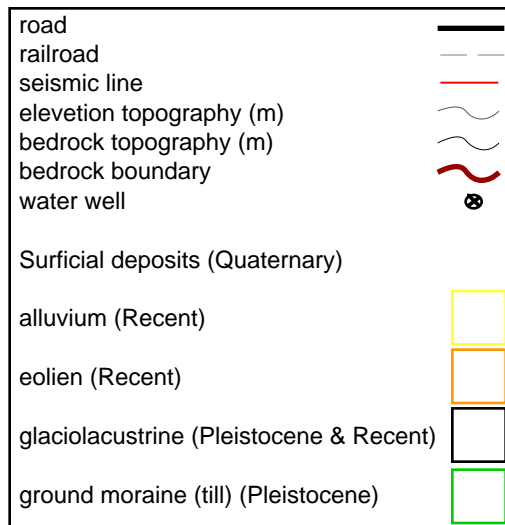 road
railroad
seismic line
elevetion topography (m)
bedrock topography (m)
bedrock boundary
water well
Surficial deposits (Quaternary)
alluvium (Recent)
eolien (Recent)
glaciolacustrine (Pleistocene & Recent)
ground moraine (till) (Pleistocene)